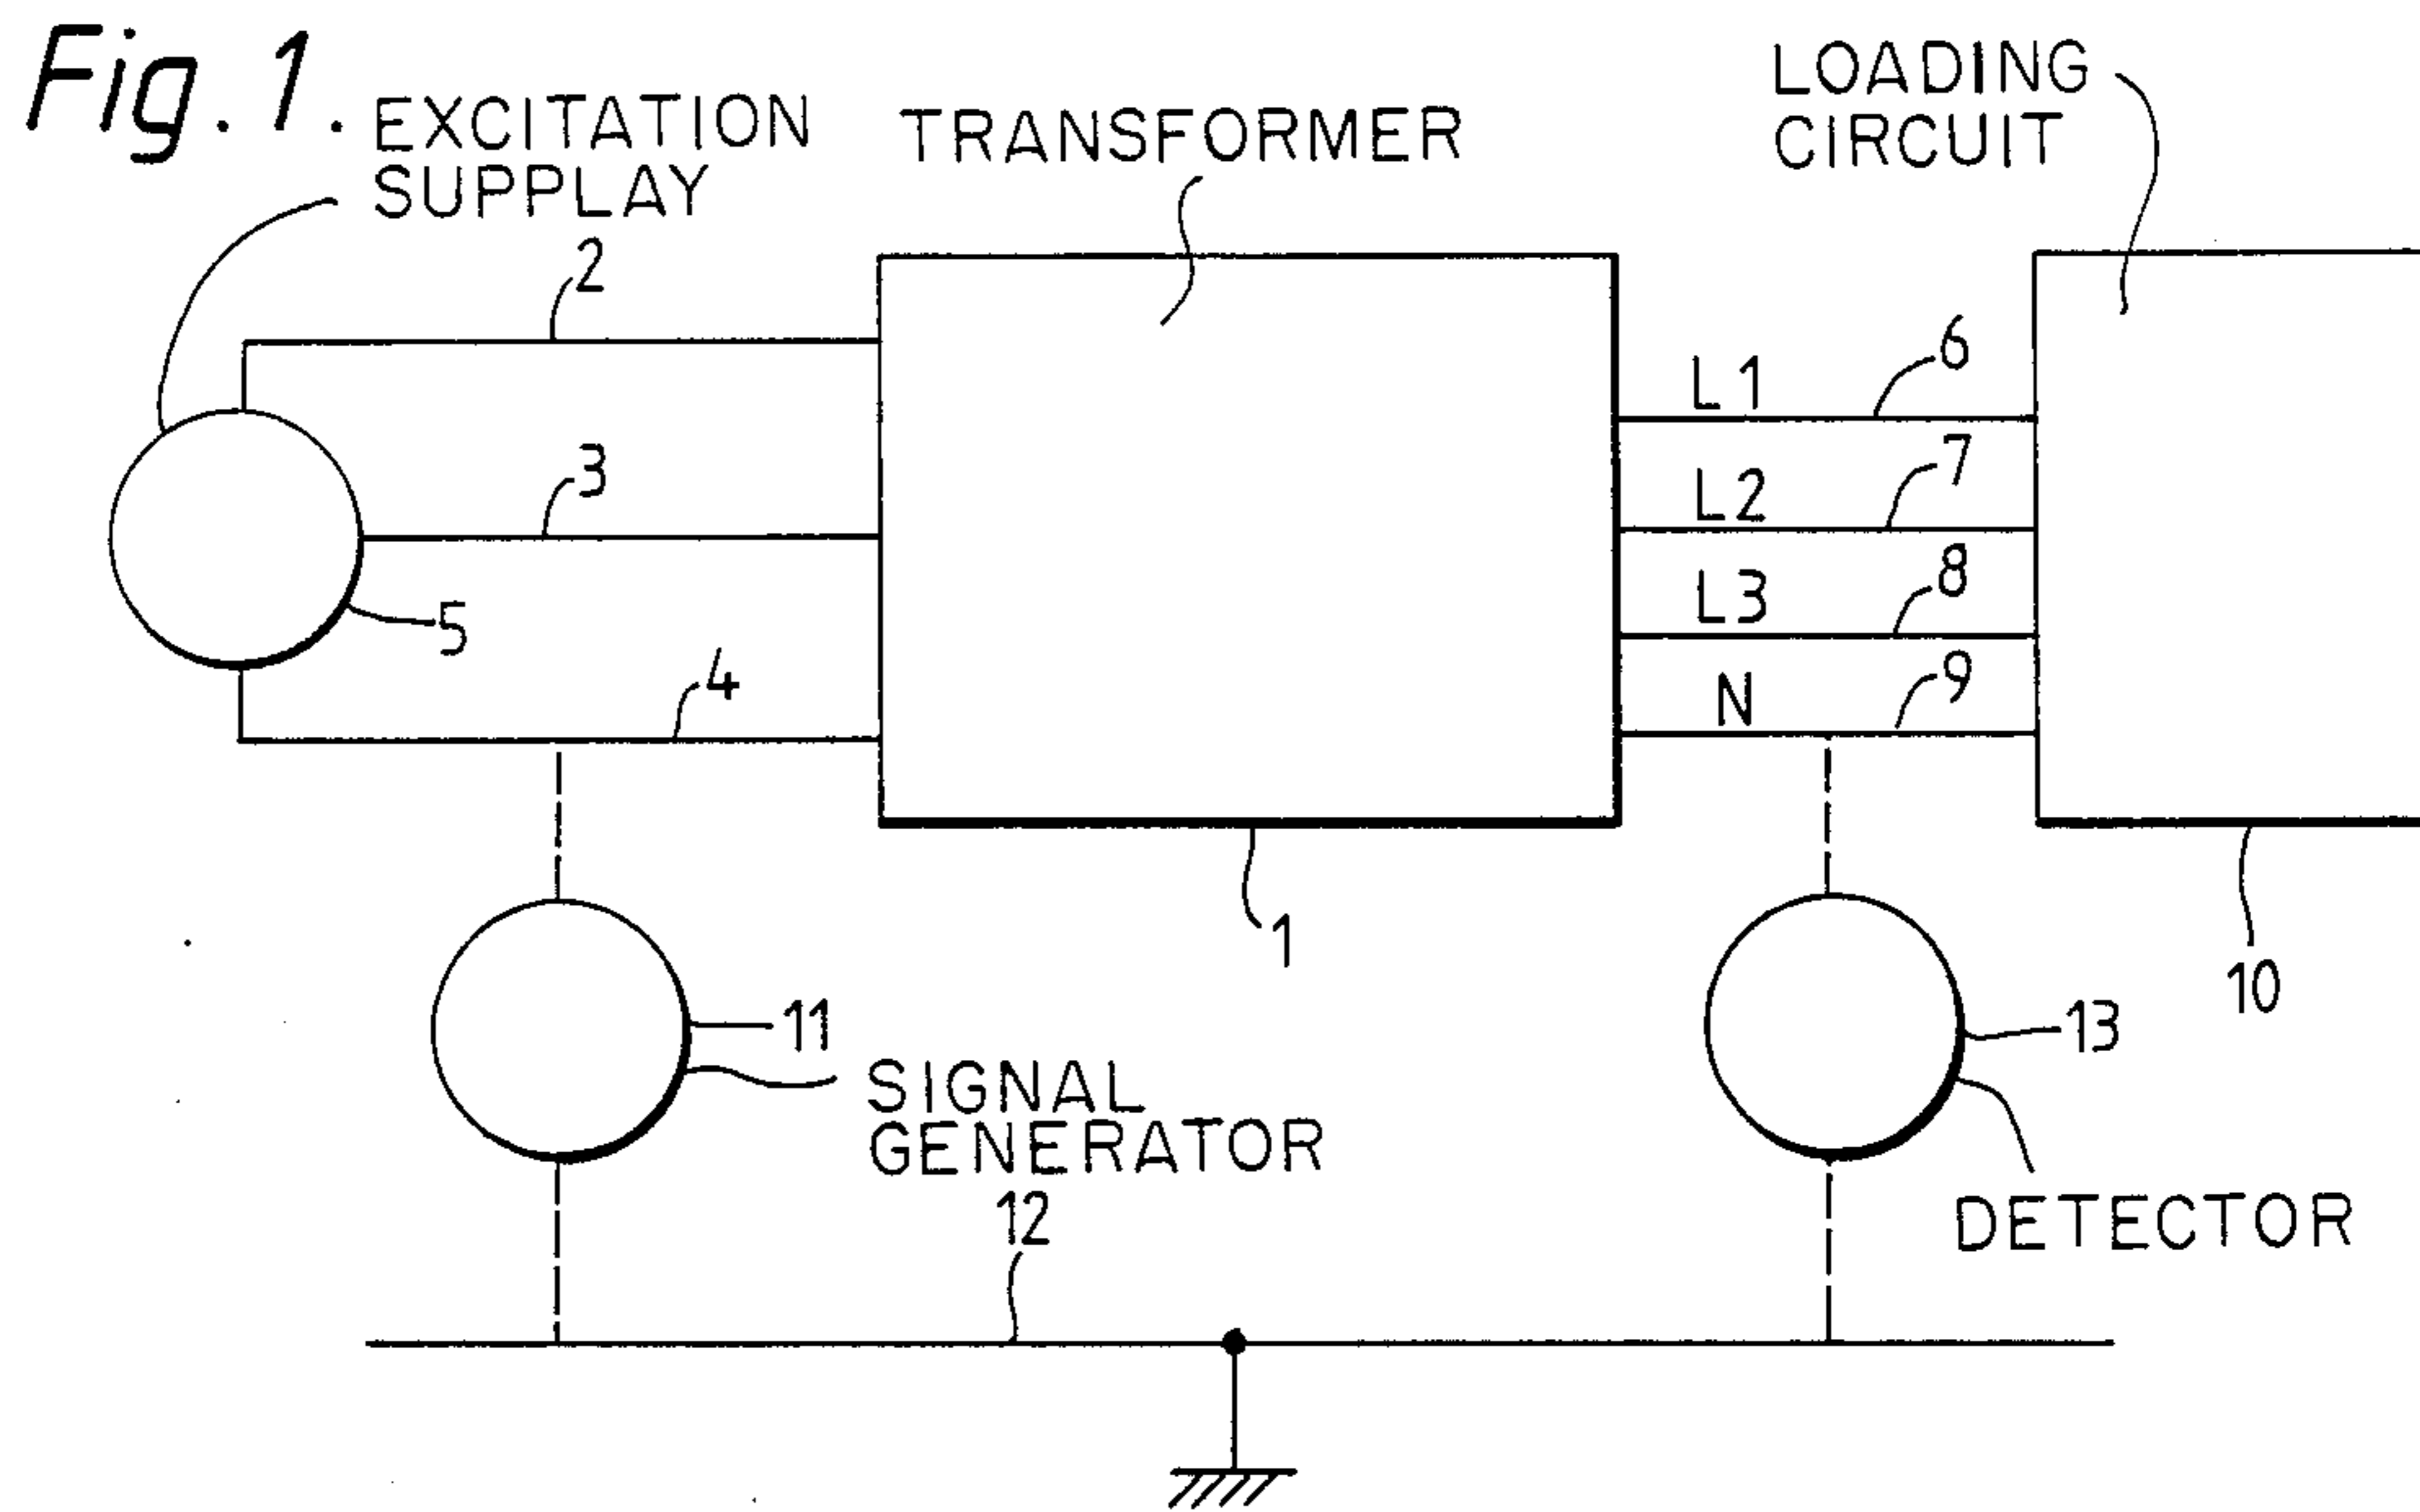 Fig. 1.
EXCITATION
SUPPLAY
TRANSFORMER
LOADING
CIRCUIT
2
3
5
4
L1
6
L2
7
L3
8
N
9
1
10
11
SIGNAL
GENERATOR
13
DETECTOR
12